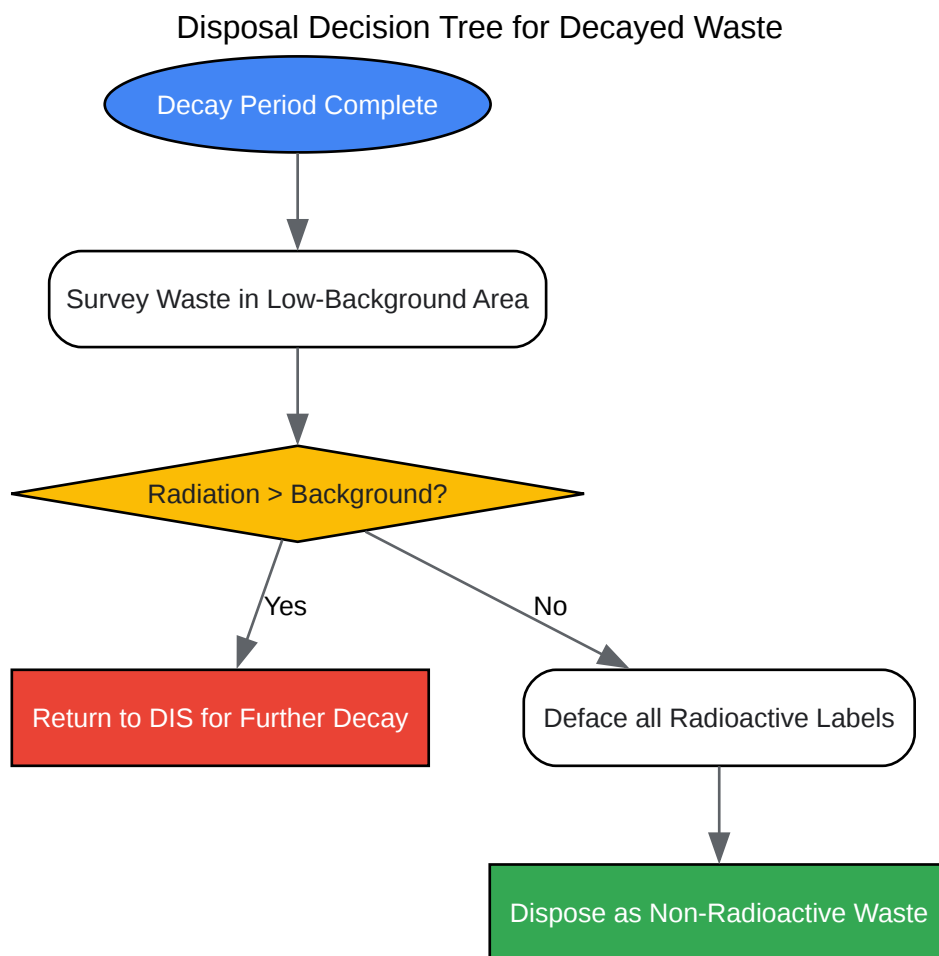 Disposal Decision Tree for Decayed Waste
Decay Period Complete
Survey Waste in Low-Background Area
Radiation > Background?
Yes
No
Return to DIS for Further Decay
Deface all Radioactive Labels
Dispose as Non-Radioactive Waste